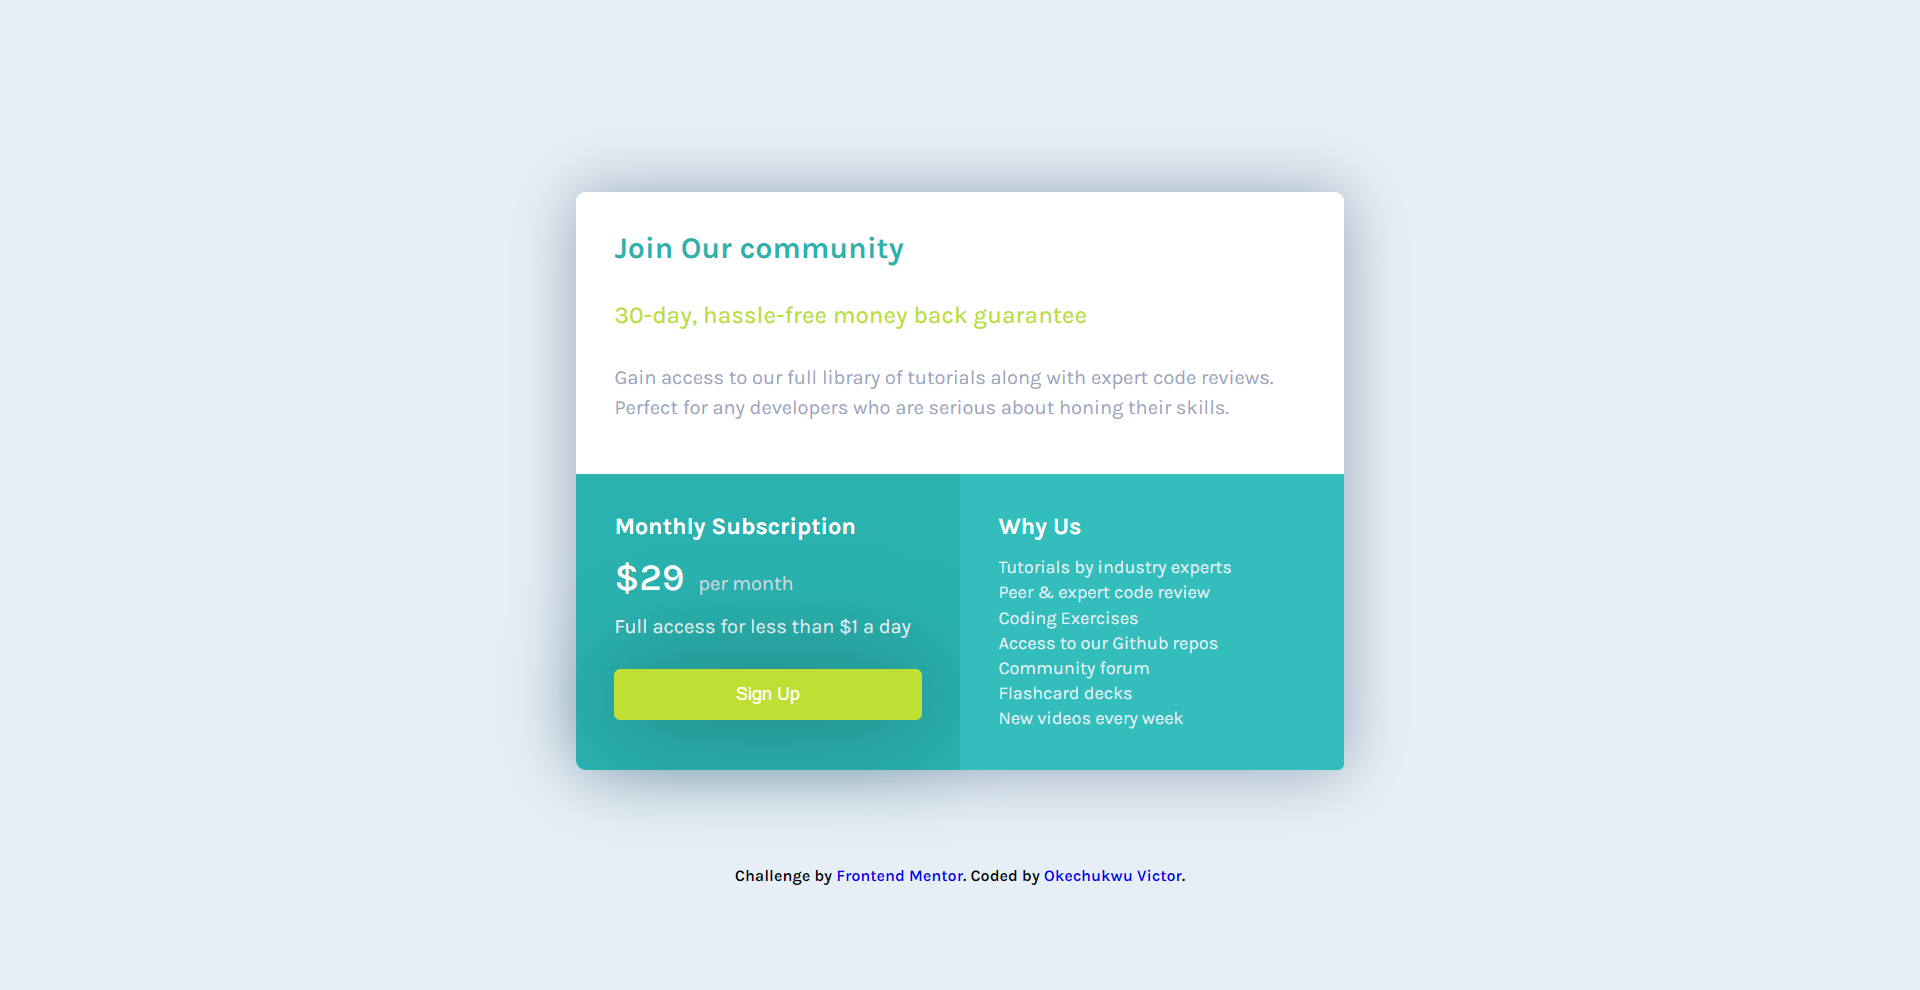 Join Our community
30-day, hassle-free money back guarantee
Gain access to our full library of tutorials along with expert code reviews.
Perfect for any developers who are serious about honing their skills.
Monthly Subscription
$29 per month
Full access for less than $1 a day
Sign Up
Why Us
Tutorials by industry experts
Peer & expert code review
Coding Exercises
Access to our Github repos
Community forum
Flashcard decks
New videos every week
Challenge by Frontend Mentor. Coded by Okechukwu Victor.